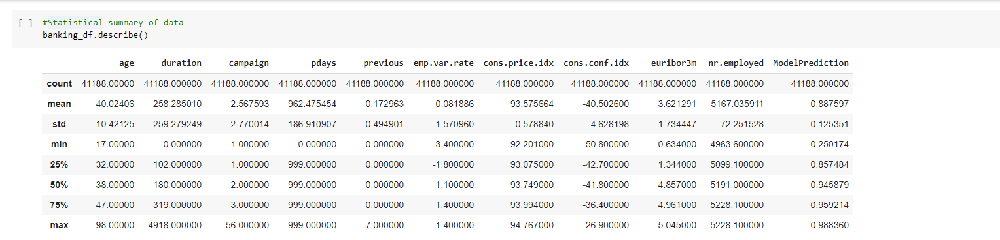 [ ] #Statistical summary of data
banking_df.describe()
age duration campaign pdays previous emp.var.rate cons.price.idx cons.conf.idx euribor3m nr.employed ModelPrediction
count 41188.00000 41188.000000 41188.000000 41188.000000 41188.000000 41188.000000 41188.000000 41188.000000 41188.000000 41188.000000 41188.000000
mean 40.02406 258.285010 2.567593 962.475454 0.172963 0.081886 93.575664 -40.502600 3.621291 5167.035911 0.887597
std 10.42125 259.279249 2.770014 186.910907 0.494901 1.570960 0.578840 4.628198 1.734447 72.251528 0.125351
min 17.00000 0.000000 1.000000 0.000000 0.000000 -3.400000 92.201000 -50.800000 0.634000 4963.600000 0.250174
25% 32.00000 102.000000 1.000000 999.000000 0.000000 -1.800000 93.075000 -42.700000 1.344000 5099.100000 0.857484
50% 38.00000 180.000000 2.000000 999.000000 0.000000 1.100000 93.749000 -41.800000 4.857000 5191.000000 0.945879
75% 47.00000 319.000000 3.000000 999.000000 0.000000 1.400000 93.994000 -36.400000 4.961000 5228.100000 0.959214
max 98.00000 4918.000000 56.000000 999.000000 7.000000 1.400000 94.767000 -26.900000 5.045000 5228.100000 0.988360